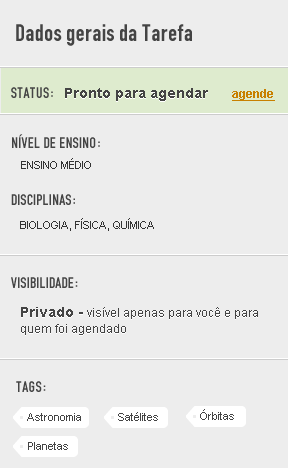 Dados gerais da Tarefa
STATUS: Pronto para agendar agende
NÍVEL DE ENSINO:
ENSINO MÉDIO
DISCIPLINAS:
BIOLOGIA, FÍSICA, QUÍMICA
VISIBILIDADE:
Privado - visível apenas para você e para
quem foi agendado
TAGS:
Astronomia Satélites Órbitas
Planetas